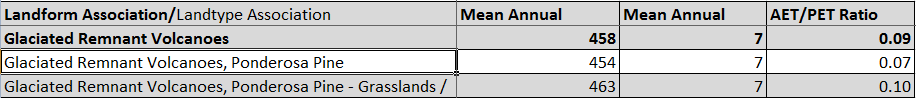 Landform Association/Landtype Association Mean Annual Mean Annual AET/PET Ratio
Glaciated Remnant Volcanoes 458 7 0.09
Glaciated Remnant Volcanoes, Ponderosa Pine 454 7 0.07
Glaciated Remnant Volcanoes, Ponderosa Pine - Grasslands / 463 7 0.10